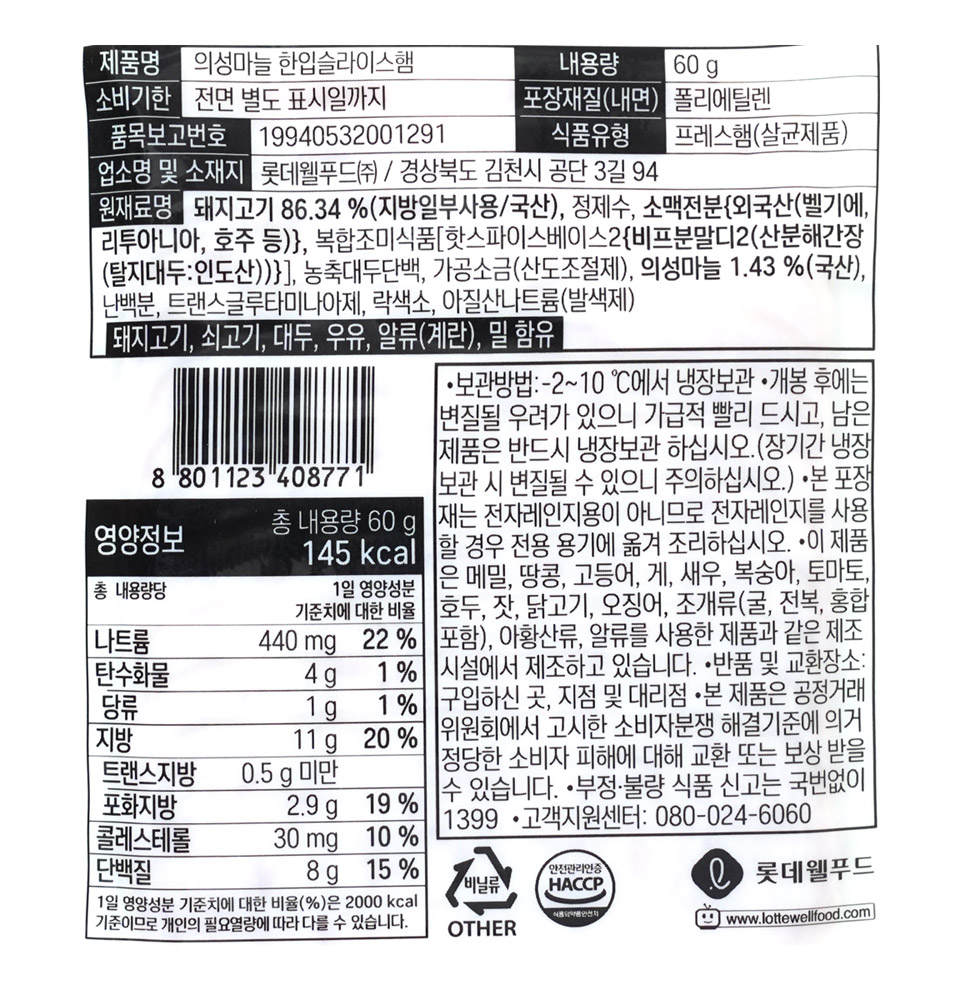 제품명 의성마늘 한입슬라이스햄 내용량 60 g
소비기한 전면 별도 표시일까지 포장재질(내면) 폴리에틸렌
품목보고번호 19940532001291 식품유형 프레스햄(살균제품)
업소명 및 소재지 롯데웰푸드㈜ / 경상북도 김천시 공단 3길 94
원재료명 돼지고기 86.34 %(지방일부사용/국산), 정제수, 소맥전분{외국산(벨기에,
리투아니아, 호주 등)}, 복합조미식품[핫스파이스베이스2{비프분말디2(산분해간장
(탈지대두:인도산))}], 농축대두단백, 가공소금(산도조절제), 의성마늘 1.43 %(국산),
난백분, 트랜스글루타미나아제, 락색소, 아질산나트륨(발색제)
돼지고기, 쇠고기, 대두, 우유, 알류(계란), 밀 함유
8 801123 408771
영양정보 총 내용량 60 g
145 kcal
총 내용량당 1일 영양성분
기준치에 대한 비율
나트륨 440 mg 22 %
탄수화물 4 g 1 %
당류 1 g 1 %
지방 11 g 20 %
트랜스지방 0.5 g 미만
포화지방 2.9 g 19 %
콜레스테롤 30 mg 10 %
단백질 8 g 15 %
1일 영양성분 기준치에 대한 비율(%)은 2000 kcal
기준이므로 개인의 필요열량에 따라 다를 수 있습니다.
•보관방법:-2~10 ℃에서 냉장보관 •개봉 후에는
변질될 우려가 있으니 가급적 빨리 드시고, 남은
제품은 반드시 냉장보관 하십시오.(장기간 냉장
보관 시 변질될 수 있으니 주의하십시오.) •본 포장
재는 전자레인지용이 아니므로 전자레인지를 사용
할 경우 전용 용기에 옮겨 조리하십시오. •이 제품
은 메밀, 땅콩, 고등어, 게, 새우, 복숭아, 토마토,
호두, 잣, 닭고기, 오징어, 조개류(굴, 전복, 홍합
포함), 아황산류, 알류를 사용한 제품과 같은 제조
시설에서 제조하고 있습니다. •반품 및 교환장소:
구입하신 곳, 지점 및 대리점 •본 제품은 공정거래
위원회에서 고시한 소비자분쟁 해결기준에 의거
정당한 소비자 피해에 대해 교환 또는 보상 받을
수 있습니다. •부정·불량 식품 신고는 국번없이
1399 •고객지원센터: 080-024-6060
비닐류
OTHER
안전관리인증
HACCP
식품의약품안전처
롯데웰푸드
www.lottewellfood.com